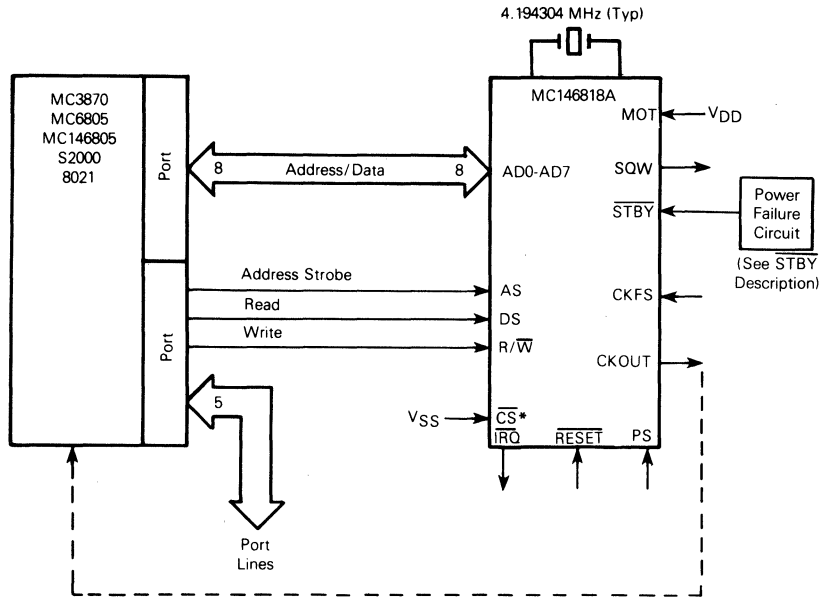 4.194304 MHz (Typ)
MC3870
MC6805
MC146805
S2000
8021
Port
8
Address/Data
8
Port
Address Strobe
Read
Write
5
Port
Lines
MC146818A
MOT
VDD
AD0-AD7
SQW
STBY
Power
Failure
Circuit
(See STBY
Description)
AS
CKFS
DS
R/W
CKOUT
VSS
CS*
IRQ
RESET
PS